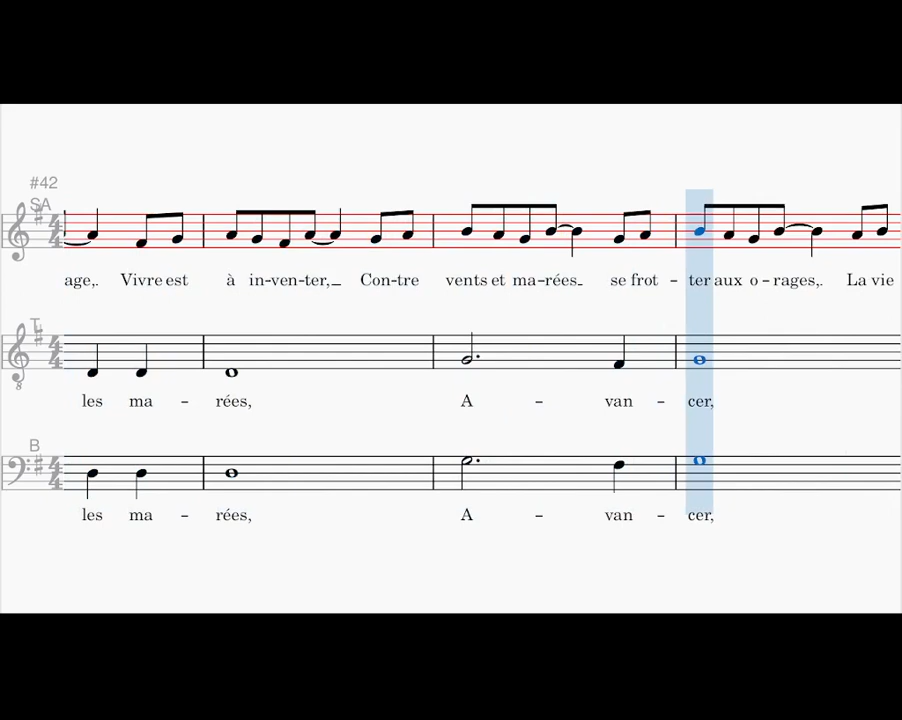 #42
SA
age,. Vivre est à in-ven-ter,_ Con-tre vents et ma-rées_ se frot - ter aux o-rages,. La vie
T
8
les ma - rées, A - van - cer,
B
les ma - rées, A - van - cer,